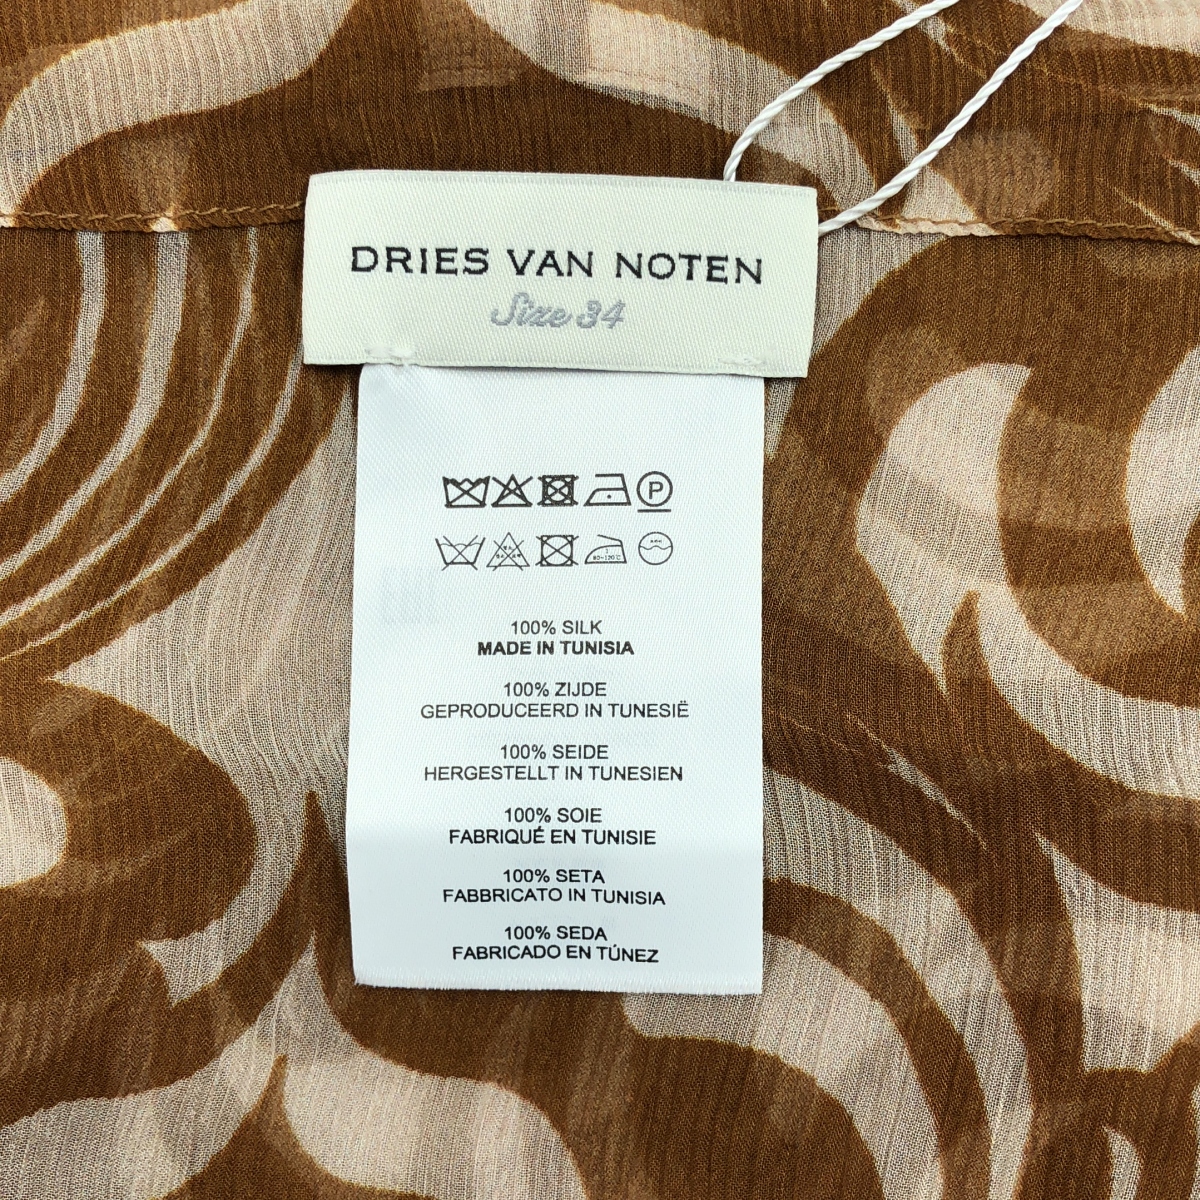 DRIES VAN NOTEN
Size 34
P
100% SILK
MADE IN TUNISIA
100% ZIJDE
GEPRODUCEERD IN TUNESIË
100% SEIDE
HERGESTELLT IN TUNESIEN
100% SOIE
FABRIQUÉ EN TUNISIE
100% SETA
FABBRICATO IN TUNISIA
100% SEDA
FABRICADO EN TÚNEZ